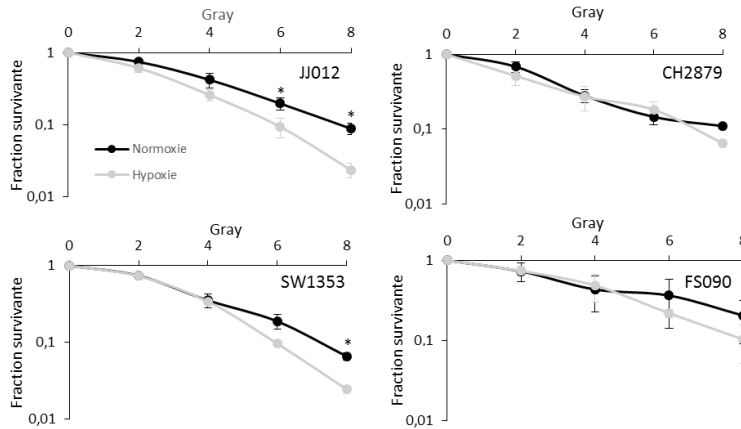 Gray
0 2 4 6 8
1
0,1
0,01
Fraction survivante
JJ012
*
*
Normoxie
Hypoxie
Gray
0 2 4 6 8
1
0,1
0,01
Fraction survivante
CH2879
Gray
0 2 4 6 8
1
0,1
0,01
Fraction survivante
SW1353
*
Gray
0 2 4 6 8
1
0,1
0,01
Fraction survivante
FS090